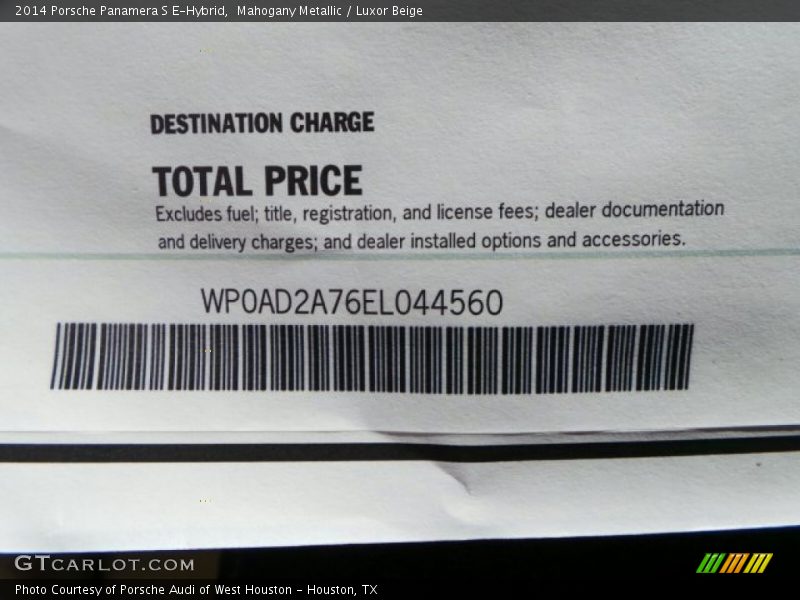 2014 Porsche Panamera S E-Hybrid,  Mahogany Metallic / Luxor Beige
DESTINATION CHARGE
TOTAL PRICE
Excludes fuel; title, registration, and license fees; dealer documentation
and delivery charges; and dealer installed options and accessories.
WP0AD2A76EL044560
GTCARLOT.COM
Photo Courtesy of Porsche Audi of West Houston - Houston, TX